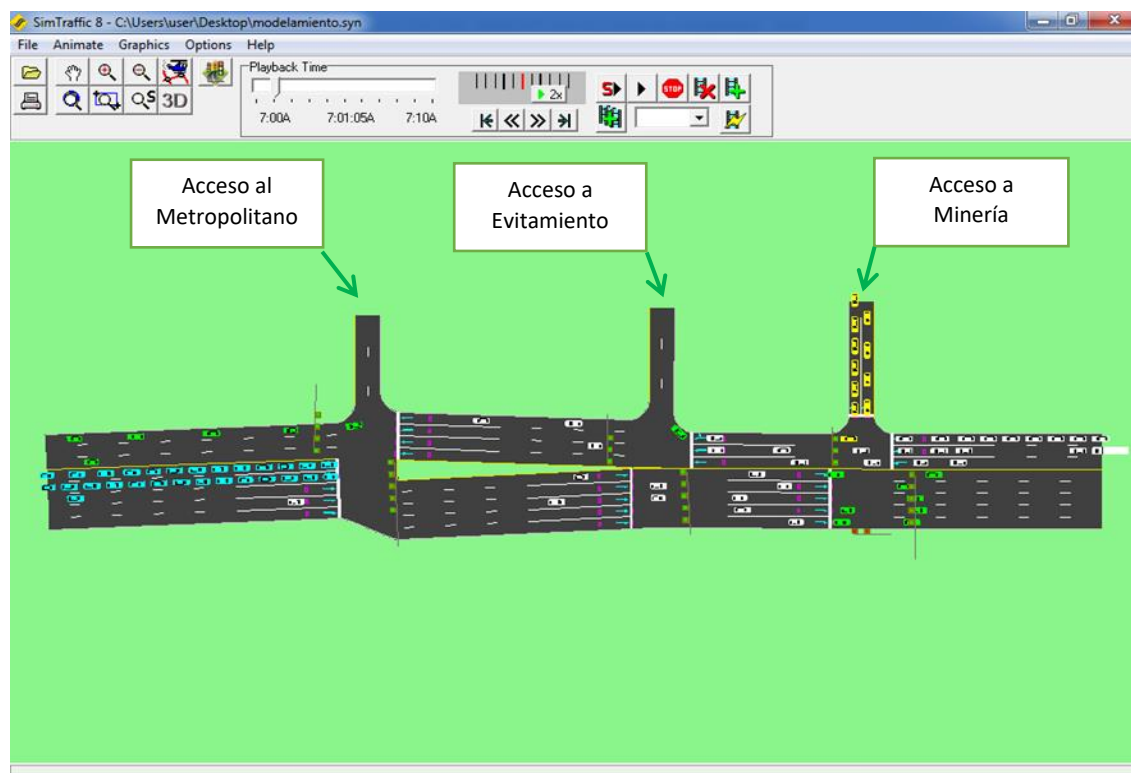 SimTraffic 8 - C:\Users\user\Desktop\modelamiento.syn
File Animate Graphics Options Help
Playback Time
2x
S
STOP
S
3D
7:00A 7:01:05A 7:10A
Acceso al
Metropolitano
Acceso a
Evitamiento
Acceso a
Minería